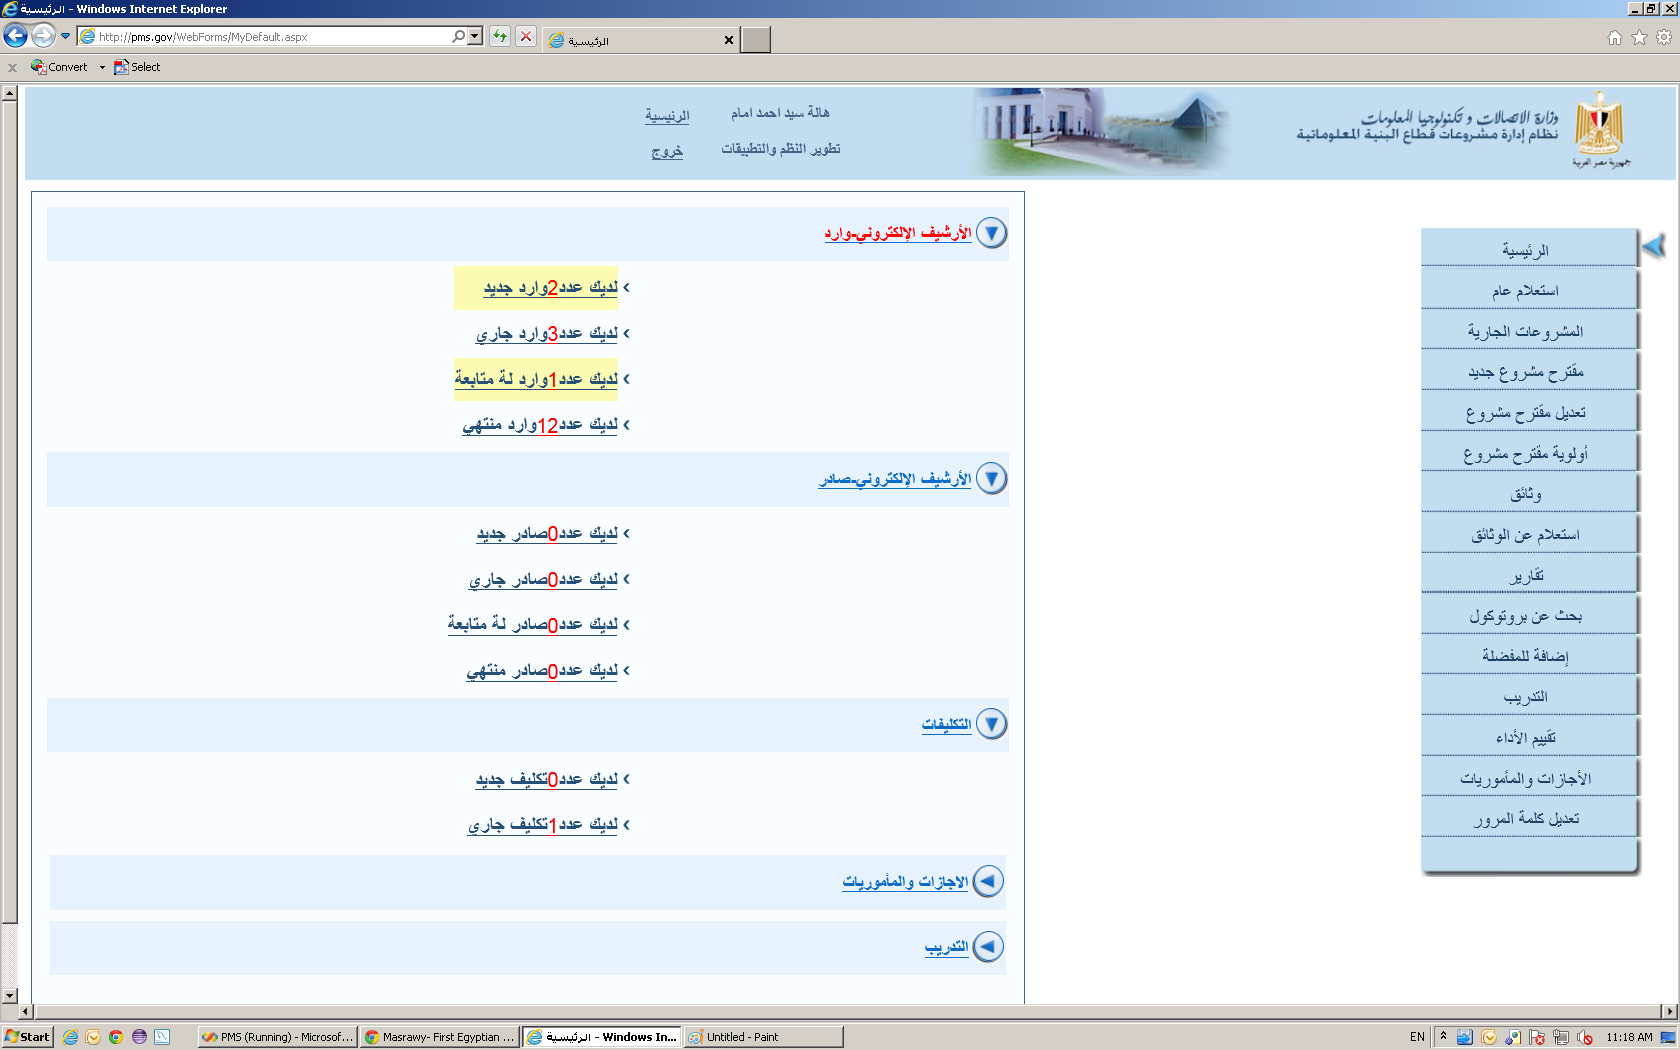 الرئيسية - Windows Internet Explorer
http://pms.gov/WebForms/MyDefault.aspx
الرئيسية
Convert
Select
وزارة الاتصالات و تكنولوجيا المعلومات
نظام إدارة مشروعات قطاع البنية المعلوماتية
جمهورية مصر العربية
هالة سيد احمد امام
الرئيسية
تطوير النظم والتطبيقات
خروج
الرئيسية
استعلام عام
المشروعات الجارية
مقترح مشروع جديد
تعديل مقترح مشروع
أولوية مقترح مشروع
وثائق
استعلام عن الوثائق
تقارير
بحث عن بروتوكول
إضافة للمفضلة
التدريب
تقييم الأداء
الأجازات والمأموريات
تعديل كلمة المرور
الأرشيف الإلكتروني-وارد
لديك عدد2وارد جديد
لديك عدد3وارد جاري
لديك عدد1وارد لة متابعة
لديك عدد12وارد منتهي
الأرشيف الإلكتروني-صادر
لديك عدد0صادر جديد
لديك عدد0صادر جاري
لديك عدد0صادر لة متابعة
لديك عدد0صادر منتهي
التكليفات
لديك عدد0تكليف جديد
لديك عدد1تكليف جاري
الاجازات والمأموريات
التدريب
Start
PMS (Running) - Microsof...
Masrawy- First Egyptian ...
الرئيسية - Windows In...
Untitled - Paint
EN
11:18 AM